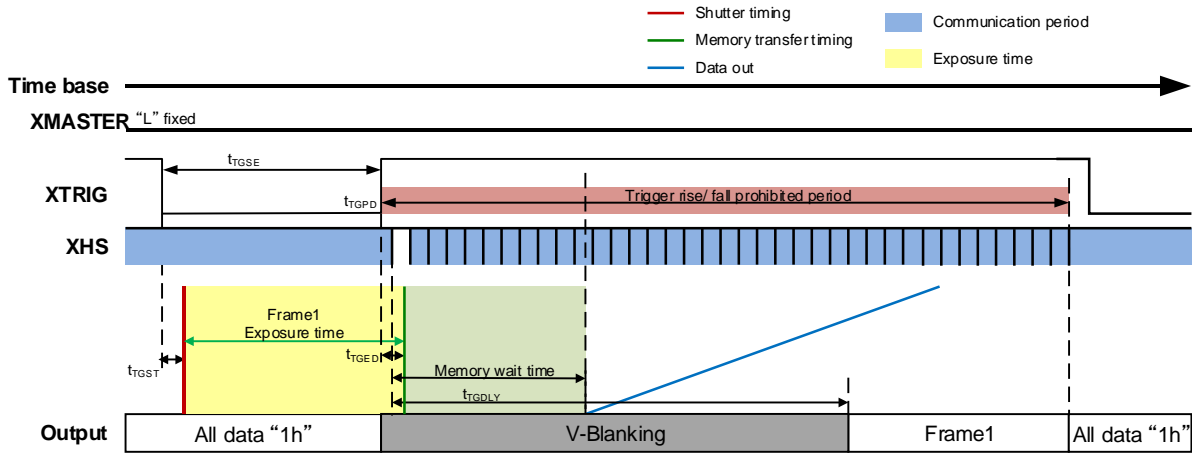 Shutter timing
Memory transfer timing
Data out
Communication period
Exposure time
Time base
XMASTER "L" fixed
tTGSE
XTRIG
tTGPD
Trigger rise/ fall prohibited period
XHS
Frame1
Exposure time
tTGST
tTGED
Memory wait time
tTGDLY
Output
All data "1h"
V-Blanking
Frame1
All data "1h"